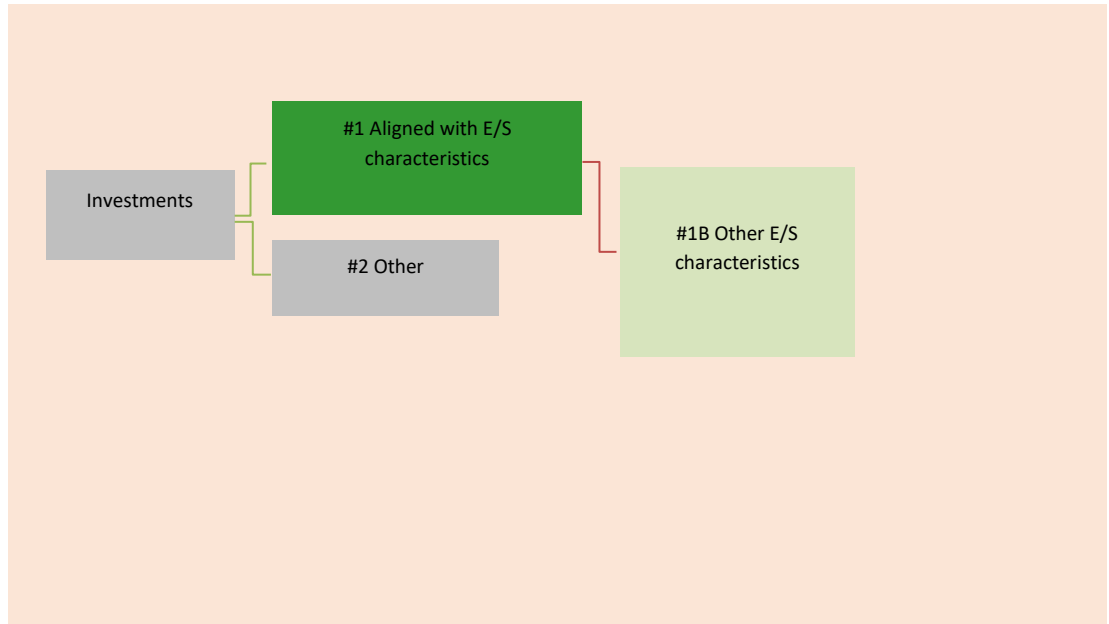 #1 Aligned with E/S
characteristics
Investments
#2 Other
#1B Other E/S
characteristics